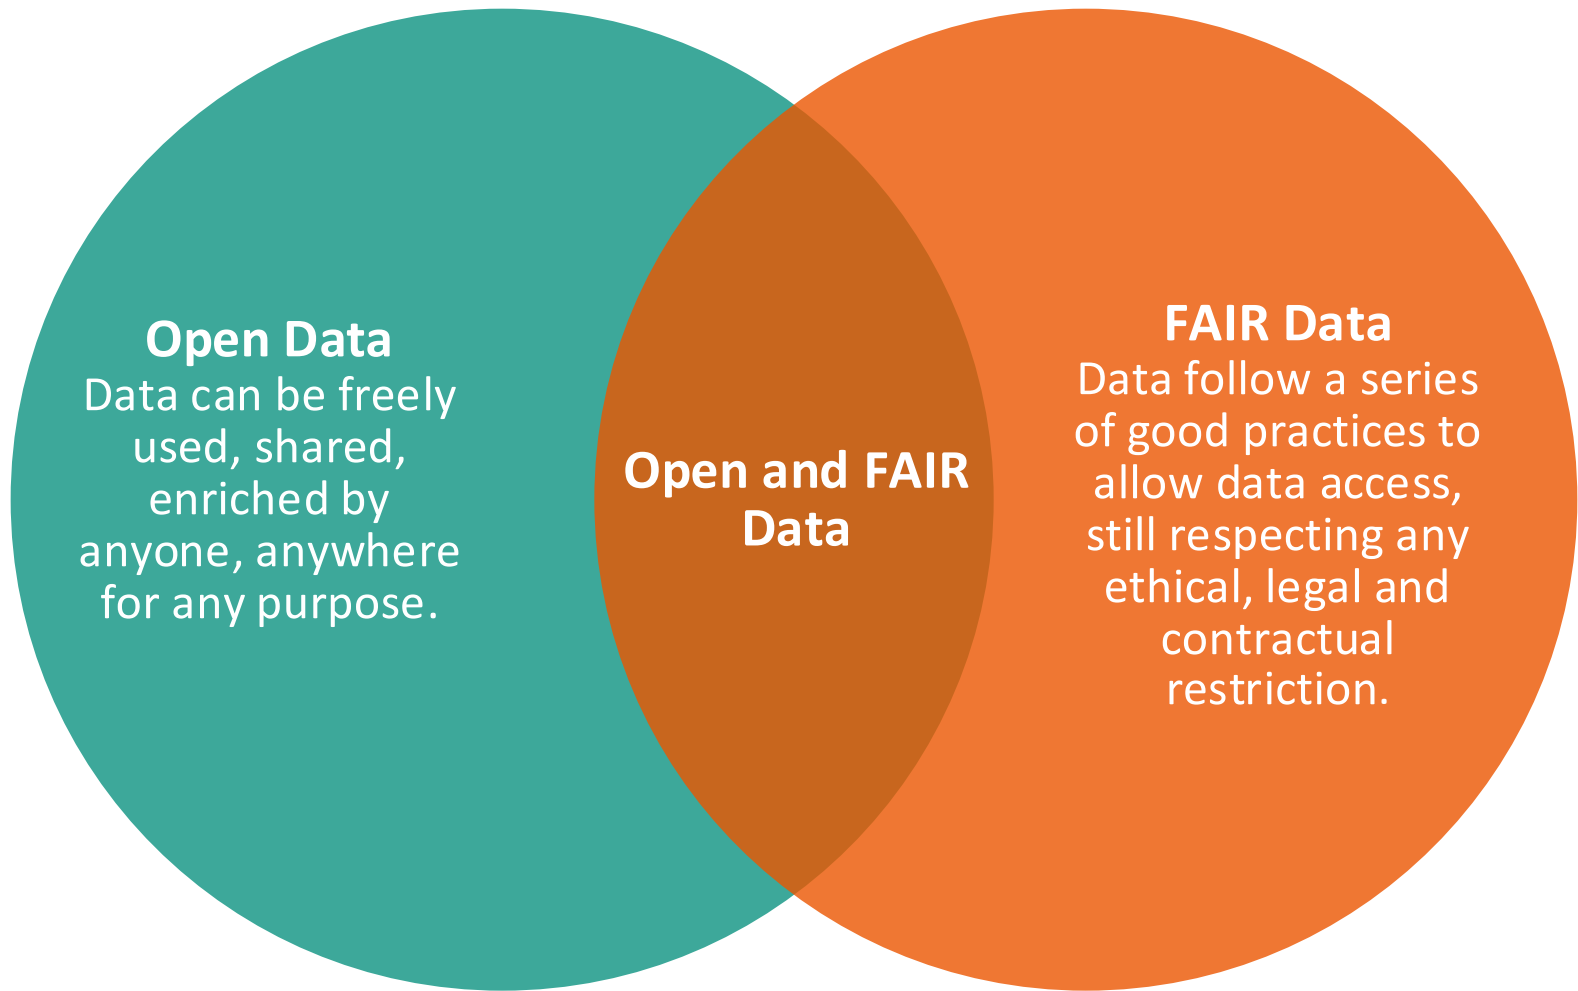 Open Data
Data can be freely
used, shared,
enriched by
anyone, anywhere
for any purpose.
Open and FAIR
Data
FAIR Data
Data follow a series
of good practices to
allow data access,
still respecting any
ethical, legal and
contractual
restriction.